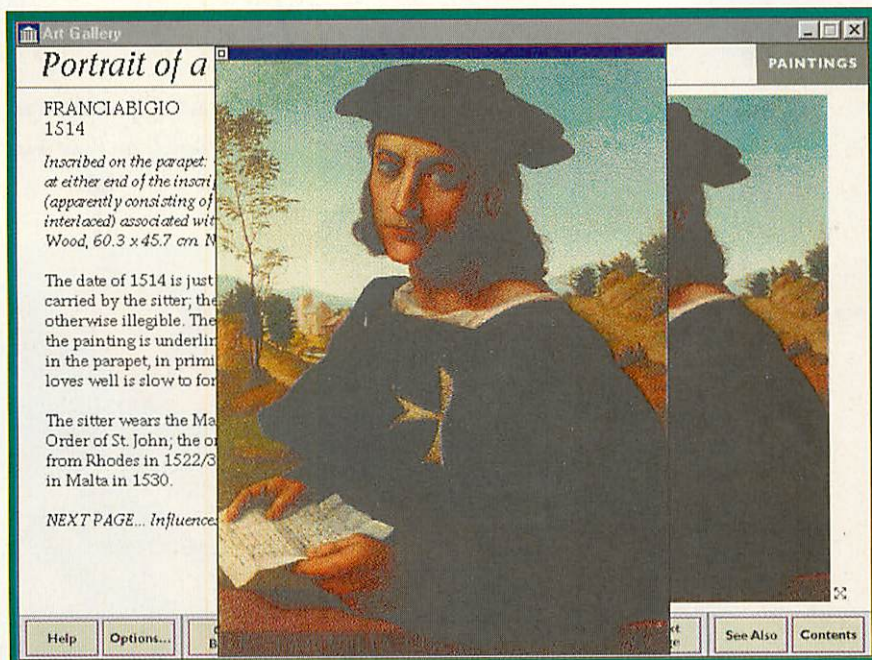 Art Gallery
Portrait of a
PAINTINGS
FRANCIABIGIO
1514
Inscribed on the parapet:
at either end of the inscrip
(apparently consisting of
interlaced) associated wit
Wood, 60.3 x 45.7 cm. N
The date of 1514 is just
carried by the sitter; the
otherwise illegible. The
the painting is underlin
in the parapet, in primi
loves well is slow to for
The sitter wears the Ma
Order of St. John; the or
from Rhodes in 1522/3
in Malta in 1530.
NEXT PAGE... Influences
Help
Options...
See Also
Contents